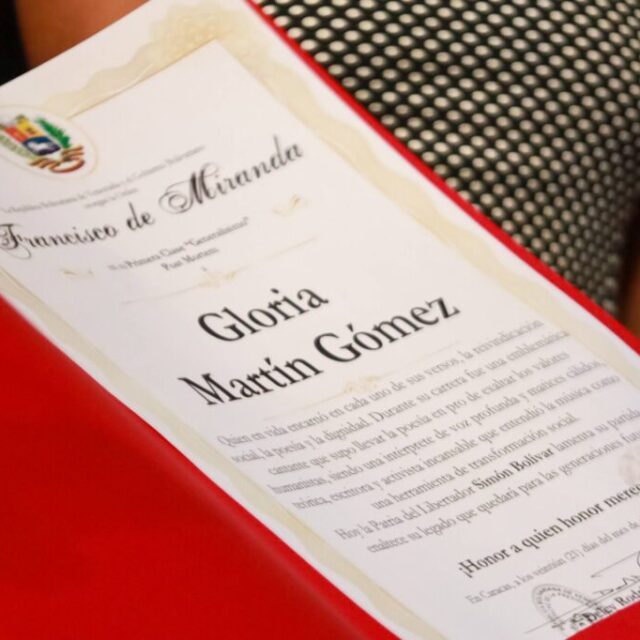 Francisco de Miranda
En la Primera Clase "Generalísimo"
Post Mortem
Gloria
Martín Gómez
Quien en vida encarnó en cada uno de sus versos, la reivindicación
social, la poesía y la dignidad. Durante su carrera fue una emblemática
cantante que supo llevar la poesía en pro de exaltar los valores
humanistas, siendo una intérprete de voz profunda y matices cálidos
escritora y activista incansable que entendió la música como
una herramienta de transformación social.
Hoy la Patria del Libertador Simón Bolívar lamenta su partida
enaltece su legado que quedará para las generaciones futuras
¡Honor a quien honor merece
En Caracas, a los veintiún (21) días del mes de